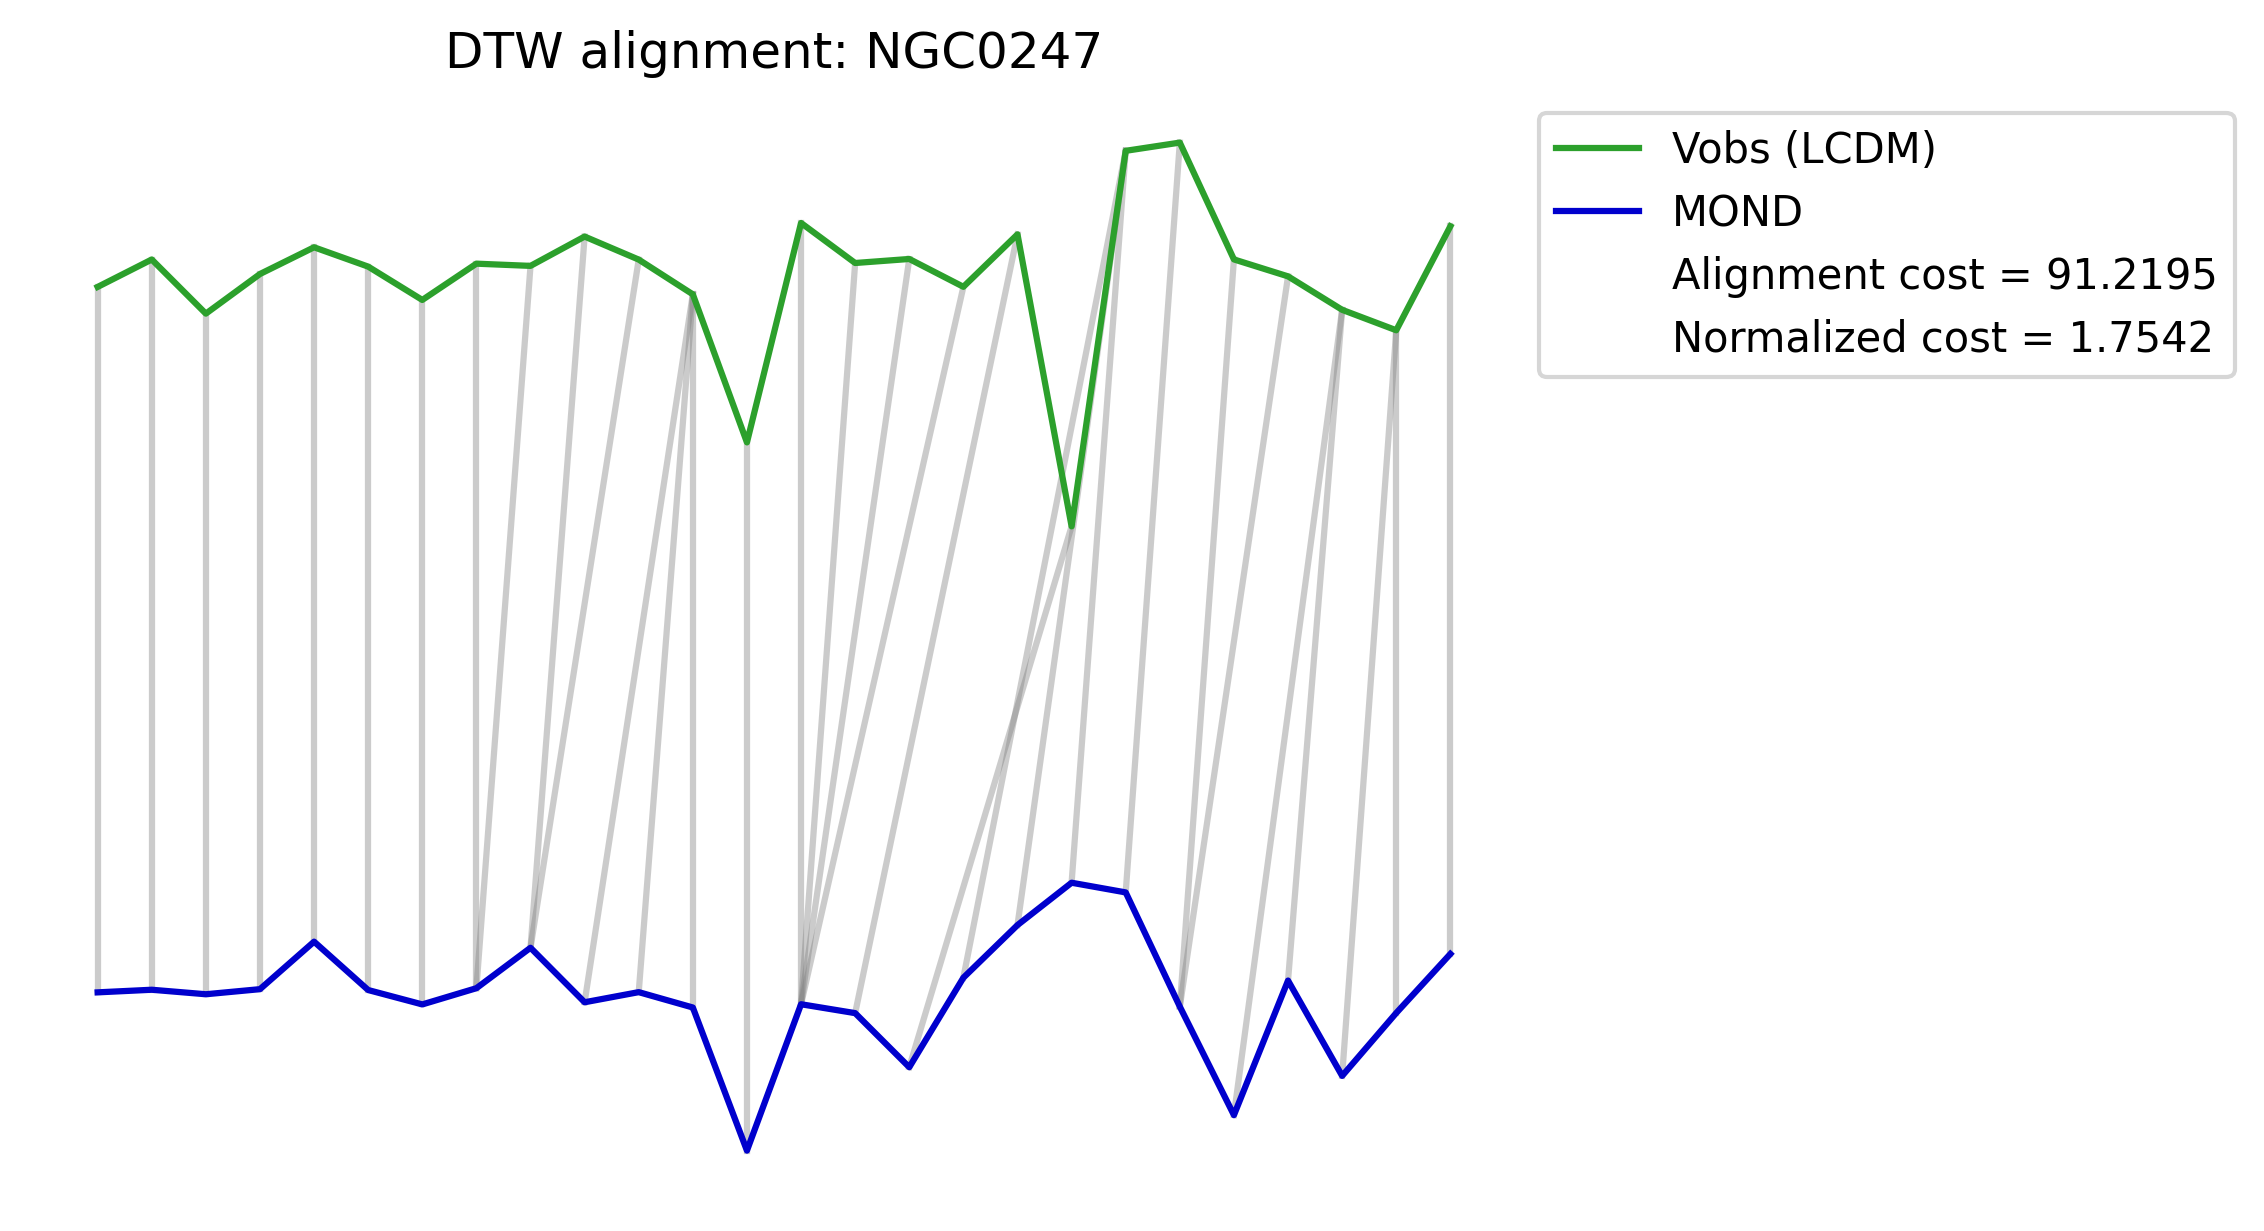 DTW alignment: NGC0247
Vobs (LCDM)
MOND
Alignment cost = 91.2195
Normalized cost = 1.7542